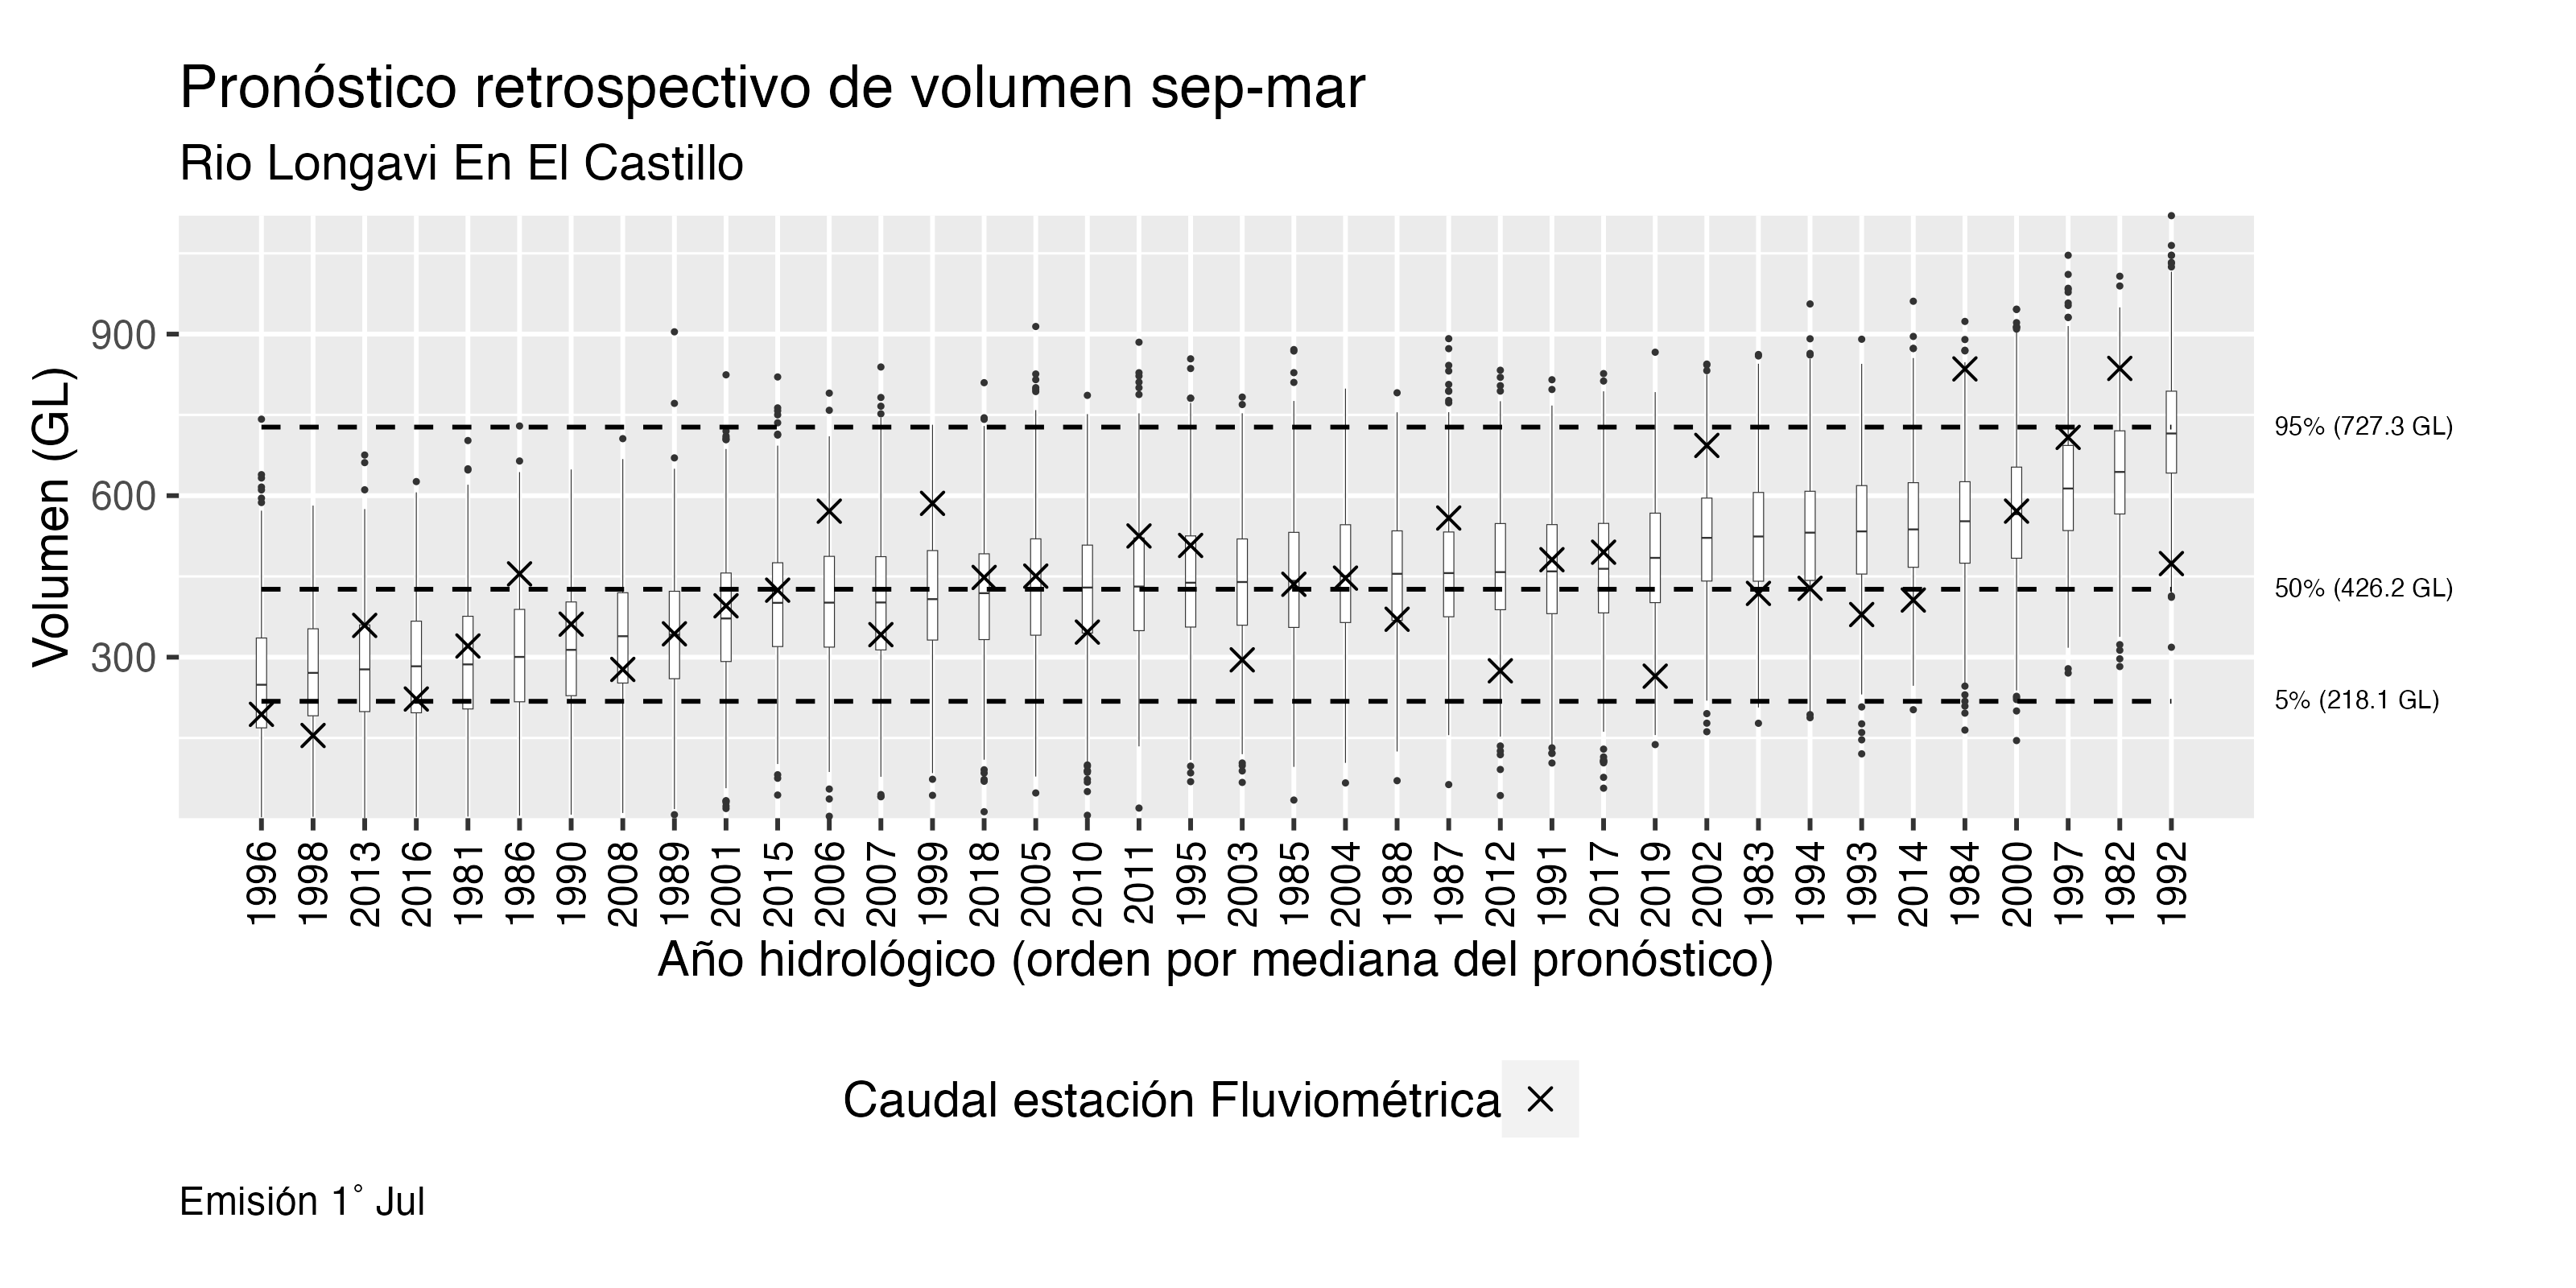 Pronóstico retrospectivo de volumen sep-mar
Rio Longavi En El Castillo
Volumen (GL)
900
600
300
95% (727.3 GL)
50% (426.2 GL)
5% (218.1 GL)
1996 1998 2013 2016 1981 1986 1990 2008 1989 2001 2015 2006 2007 1999 2018 2005 2010 2011 1995 2003 1985 2004 1988 1987 2012 1991 2017 2019 2002 1983 1994 1993 2014 1984 2000 1997 1982 1992
Año hidrológico (orden por mediana del pronóstico)
Caudal estación Fluviométrica
Emisión 1° Jul